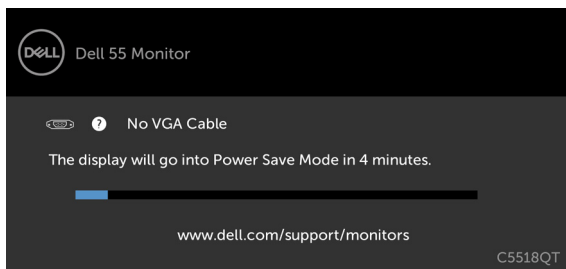 DELL
Dell 55 Monitor
? No VGA Cable
The display will go into Power Save Mode in 4 minutes.
www.dell.com/support/monitors
C5518QT